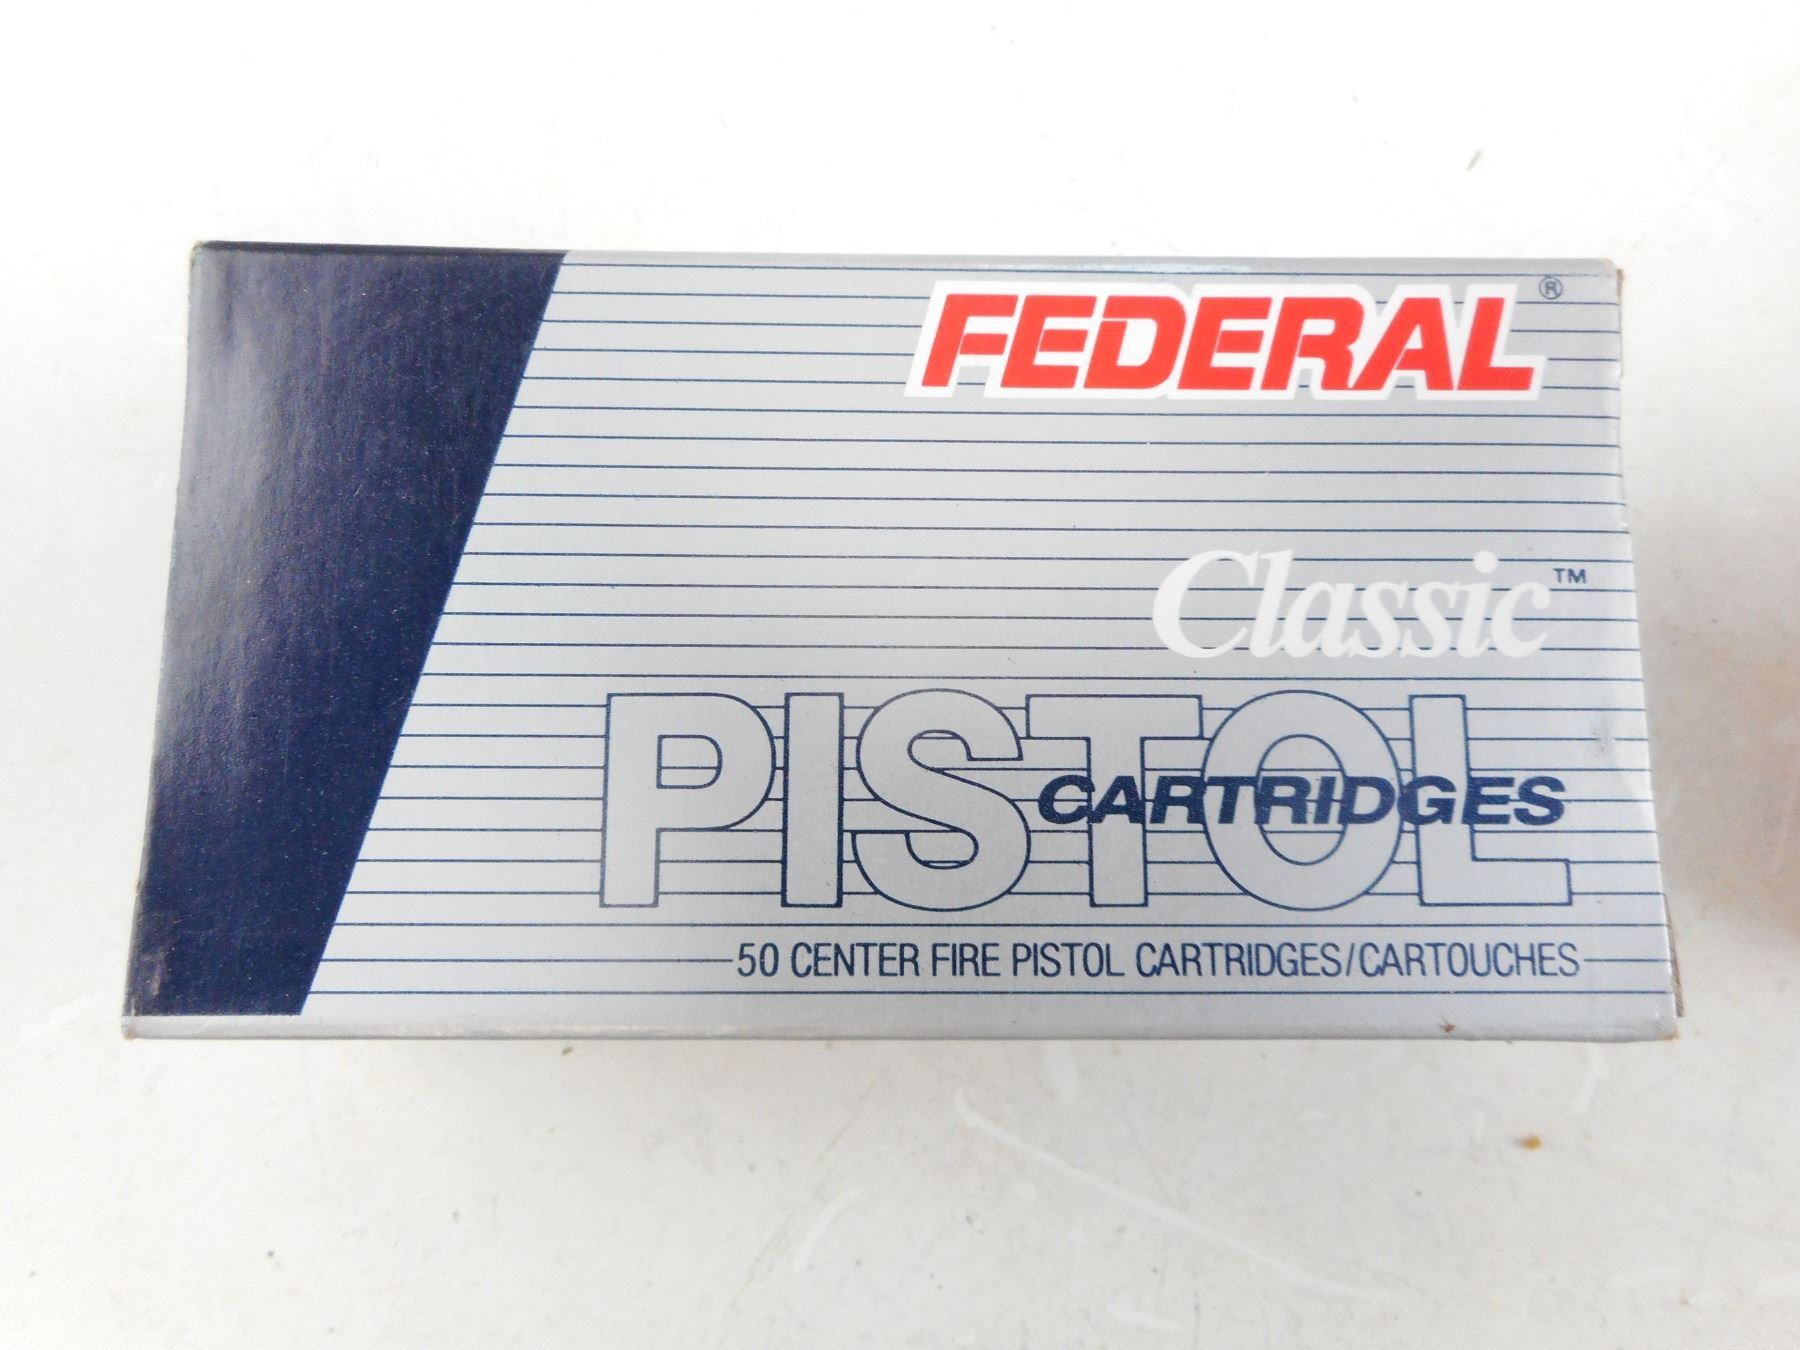 FEDERAL®
Classic™
PISTOL
CARTRIDGES
50 CENTER FIRE PISTOL CARTRIDGES/CARTOUCHES